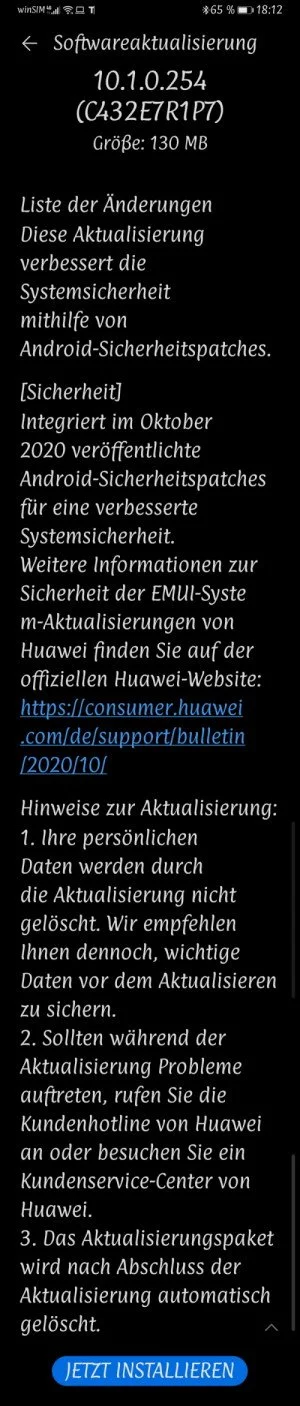 winSIM 65 % 18:12
Softwareaktualisierung
10.1.0.254
(C432E7R1P7)
Größe: 130 MB
Liste der Änderungen
Diese Aktualisierung
verbessert die
Systemsicherheit
mithilfe von
Android-Sicherheitspatches.
[Sicherheit]
Integriert im Oktober
2020 veröffentlichte
Android-Sicherheitspatches
für eine verbesserte
Systemsicherheit.
Weitere Informationen zur
Sicherheit der EMUI-Syste
m-Aktualisierungen von
Huawei finden Sie auf der
offiziellen Huawei-Website:
https://consumer.huawei
.com/de/support/bulletin
/2020/10/
Hinweise zur Aktualisierung:
1. Ihre persönlichen
Daten werden durch
die Aktualisierung nicht
gelöscht. Wir empfehlen
Ihnen dennoch, wichtige
Daten vor dem Aktualisieren
zu sichern.
2. Sollten während der
Aktualisierung Probleme
auftreten, rufen Sie die
Kundenhotline von Huawei
an oder besuchen Sie ein
Kundenservice-Center von
Huawei.
3. Das Aktualisierungspaket
wird nach Abschluss der
Aktualisierung automatisch
gelöscht.
JETZT INSTALLIEREN